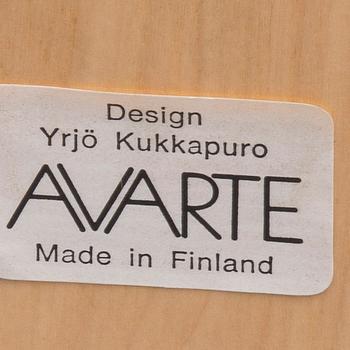 Design
Yrjö Kukkapuro
AVARTE
Made in Finland